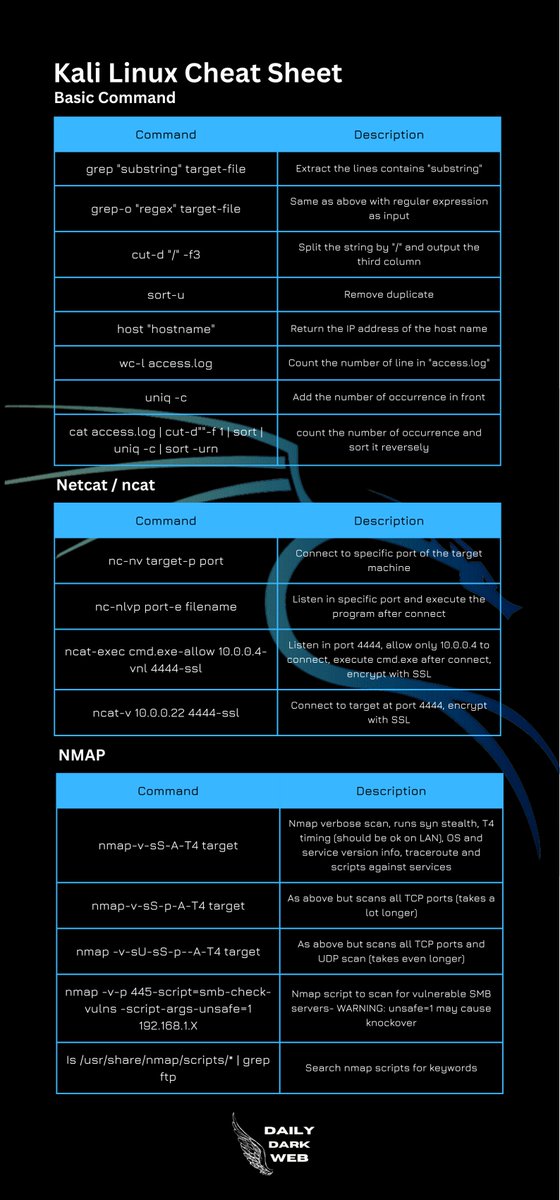 Kali Linux Cheat Sheet
Basic Command
Command Description
grep "substring" target-file Extract the lines contains "substring"
grep-o "regex" target-file Same as above with regular expression
as input
cut-d "/" -f3 Split the string by "/" and output the
third column
sort-u Remove duplicate
host "hostname" Return the IP address of the host name
wc-l access.log Count the number of line in "access.log"
uniq -c Add the number of occurrence in front
cat access.log | cut-d""-f 1 | sort |
uniq -c | sort -urn
count the number of occurrence and
sort it reversely
Netcat / ncat
Command Description
nc-nv target-p port Connect to specific port of the target
machine
nc-nlvp port-e filename Listen in specific port and execute the
program after connect
ncat-exec cmd.exe-allow 10.0.0.4-
vnl 4444-ssl
Listen in port 4444, allow only 10.0.0.4 to
connect, execute cmd.exe after connect,
encrypt with SSL
ncat-v 10.0.0.22 4444-ssl Connect to target at port 4444, encrypt
with SSL
NMAP
Command Description
nmap-v-sS-A-T4 target Nmap verbose scan, runs syn stealth, T4
timing (should be ok on LAN), OS and
service version info, traceroute and
scripts against services
nmap-v-sS-p-A-T4 target As above but scans all TCP ports (takes a
lot longer)
nmap -v-sU-sS-p--A-T4 target As above but scans all TCP ports and
UDP scan (takes even longer)
nmap -v-p 445-script=smb-check-
vulns -script-args-unsafe=1
192.168.1.X
Nmap script to scan for vulnerable SMB
servers- WARNING: unsafe=1 may cause
knockover
ls /usr/share/nmap/scripts/* | grep
ftp
Search nmap scripts for keywords
DAILY
DARK
WEB